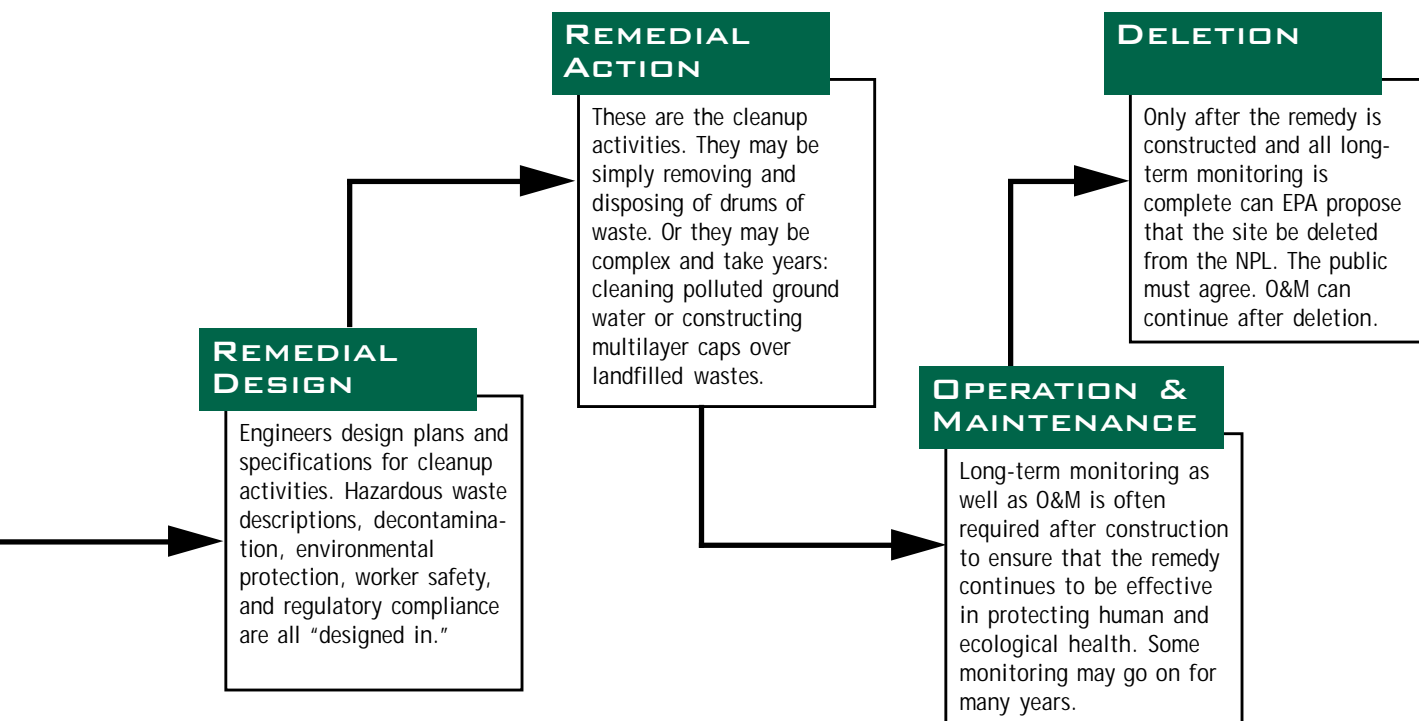 REMEDIAL
DESIGN
Engineers design plans and
specifications for cleanup
activities. Hazardous waste
descriptions, decontamina-
tion, environmental
protection, worker safety,
and regulatory compliance
are all “designed in.”
REMEDIAL
ACTION
These are the cleanup
activities. They may be
simply removing and
disposing of drums of
waste. Or they may be
complex and take years:
cleaning polluted ground
water or constructing
multilayer caps over
landfilled wastes.
OPERATION &
MAINTENANCE
Long-term monitoring as
well as O&M is often
required after construction
to ensure that the remedy
continues to be effective
in protecting human and
ecological health. Some
monitoring may go on for
many years.
DELETION
Only after the remedy is
constructed and all long-
term monitoring is
complete can EPA propose
that the site be deleted
from the NPL. The public
must agree. O&M can
continue after deletion.